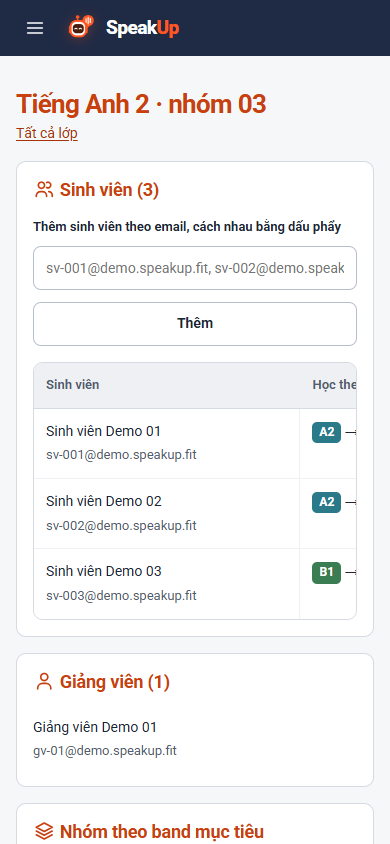 SpeakUp
Tiếng Anh 2 · nhóm 03
Tất cả lớp
Sinh viên (3)
Thêm sinh viên theo email, cách nhau bằng dấu phẩy
sv-001@demo.speakup.fit, sv-002@demo.speak
Thêm
Sinh viên Học the
Sinh viên Demo 01 A2 →
sv-001@demo.speakup.fit
Sinh viên Demo 02 A2 →
sv-002@demo.speakup.fit
Sinh viên Demo 03 B1 →
sv-003@demo.speakup.fit
Giảng viên (1)
Giảng viên Demo 01
gv-01@demo.speakup.fit
Nhóm theo band mục tiêu